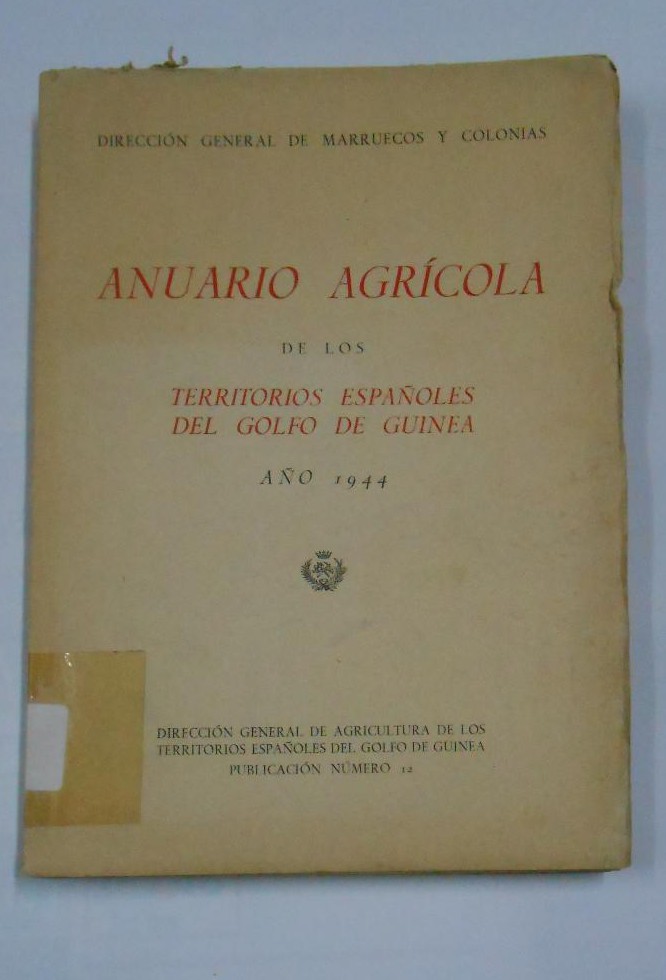 DIRECCIÓN GENERAL DE MARRUECOS Y COLONIAS
ANUARIO AGRÍCOLA
DE LOS
TERRITORIOS ESPAÑOLES
DEL GOLFO DE GUINEA
AÑO 1944
DIRECCIÓN GENERAL DE AGRICULTURA DE LOS
TERRITORIOS ESPAÑOLES DEL GOLFO DE GUINEA
PUBLICACIÓN NÚMERO 12